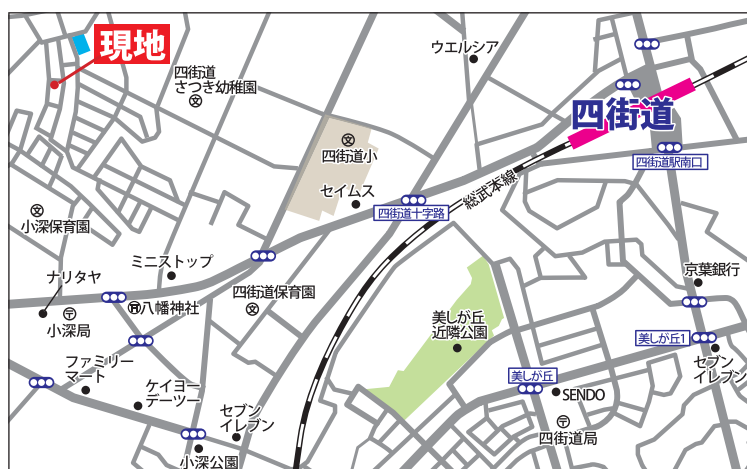 現地
ウエルシア
四街道
さつき幼稚園
文
四街道
文
四街道小
四街道駅南口
セイムス
総武本線
四街道十字路
文
小深保育園
ミニストップ
京葉銀行
ナリタヤ
八幡神社
四街道保育園
文
〒
小深局
美しが丘
近隣公園
美しが丘1
セブン
イレブン
ファミリー
マート
美しが丘
ケイヨー
デーツー
SENDO
セブン
イレブン
〒
四街道局
小深公園